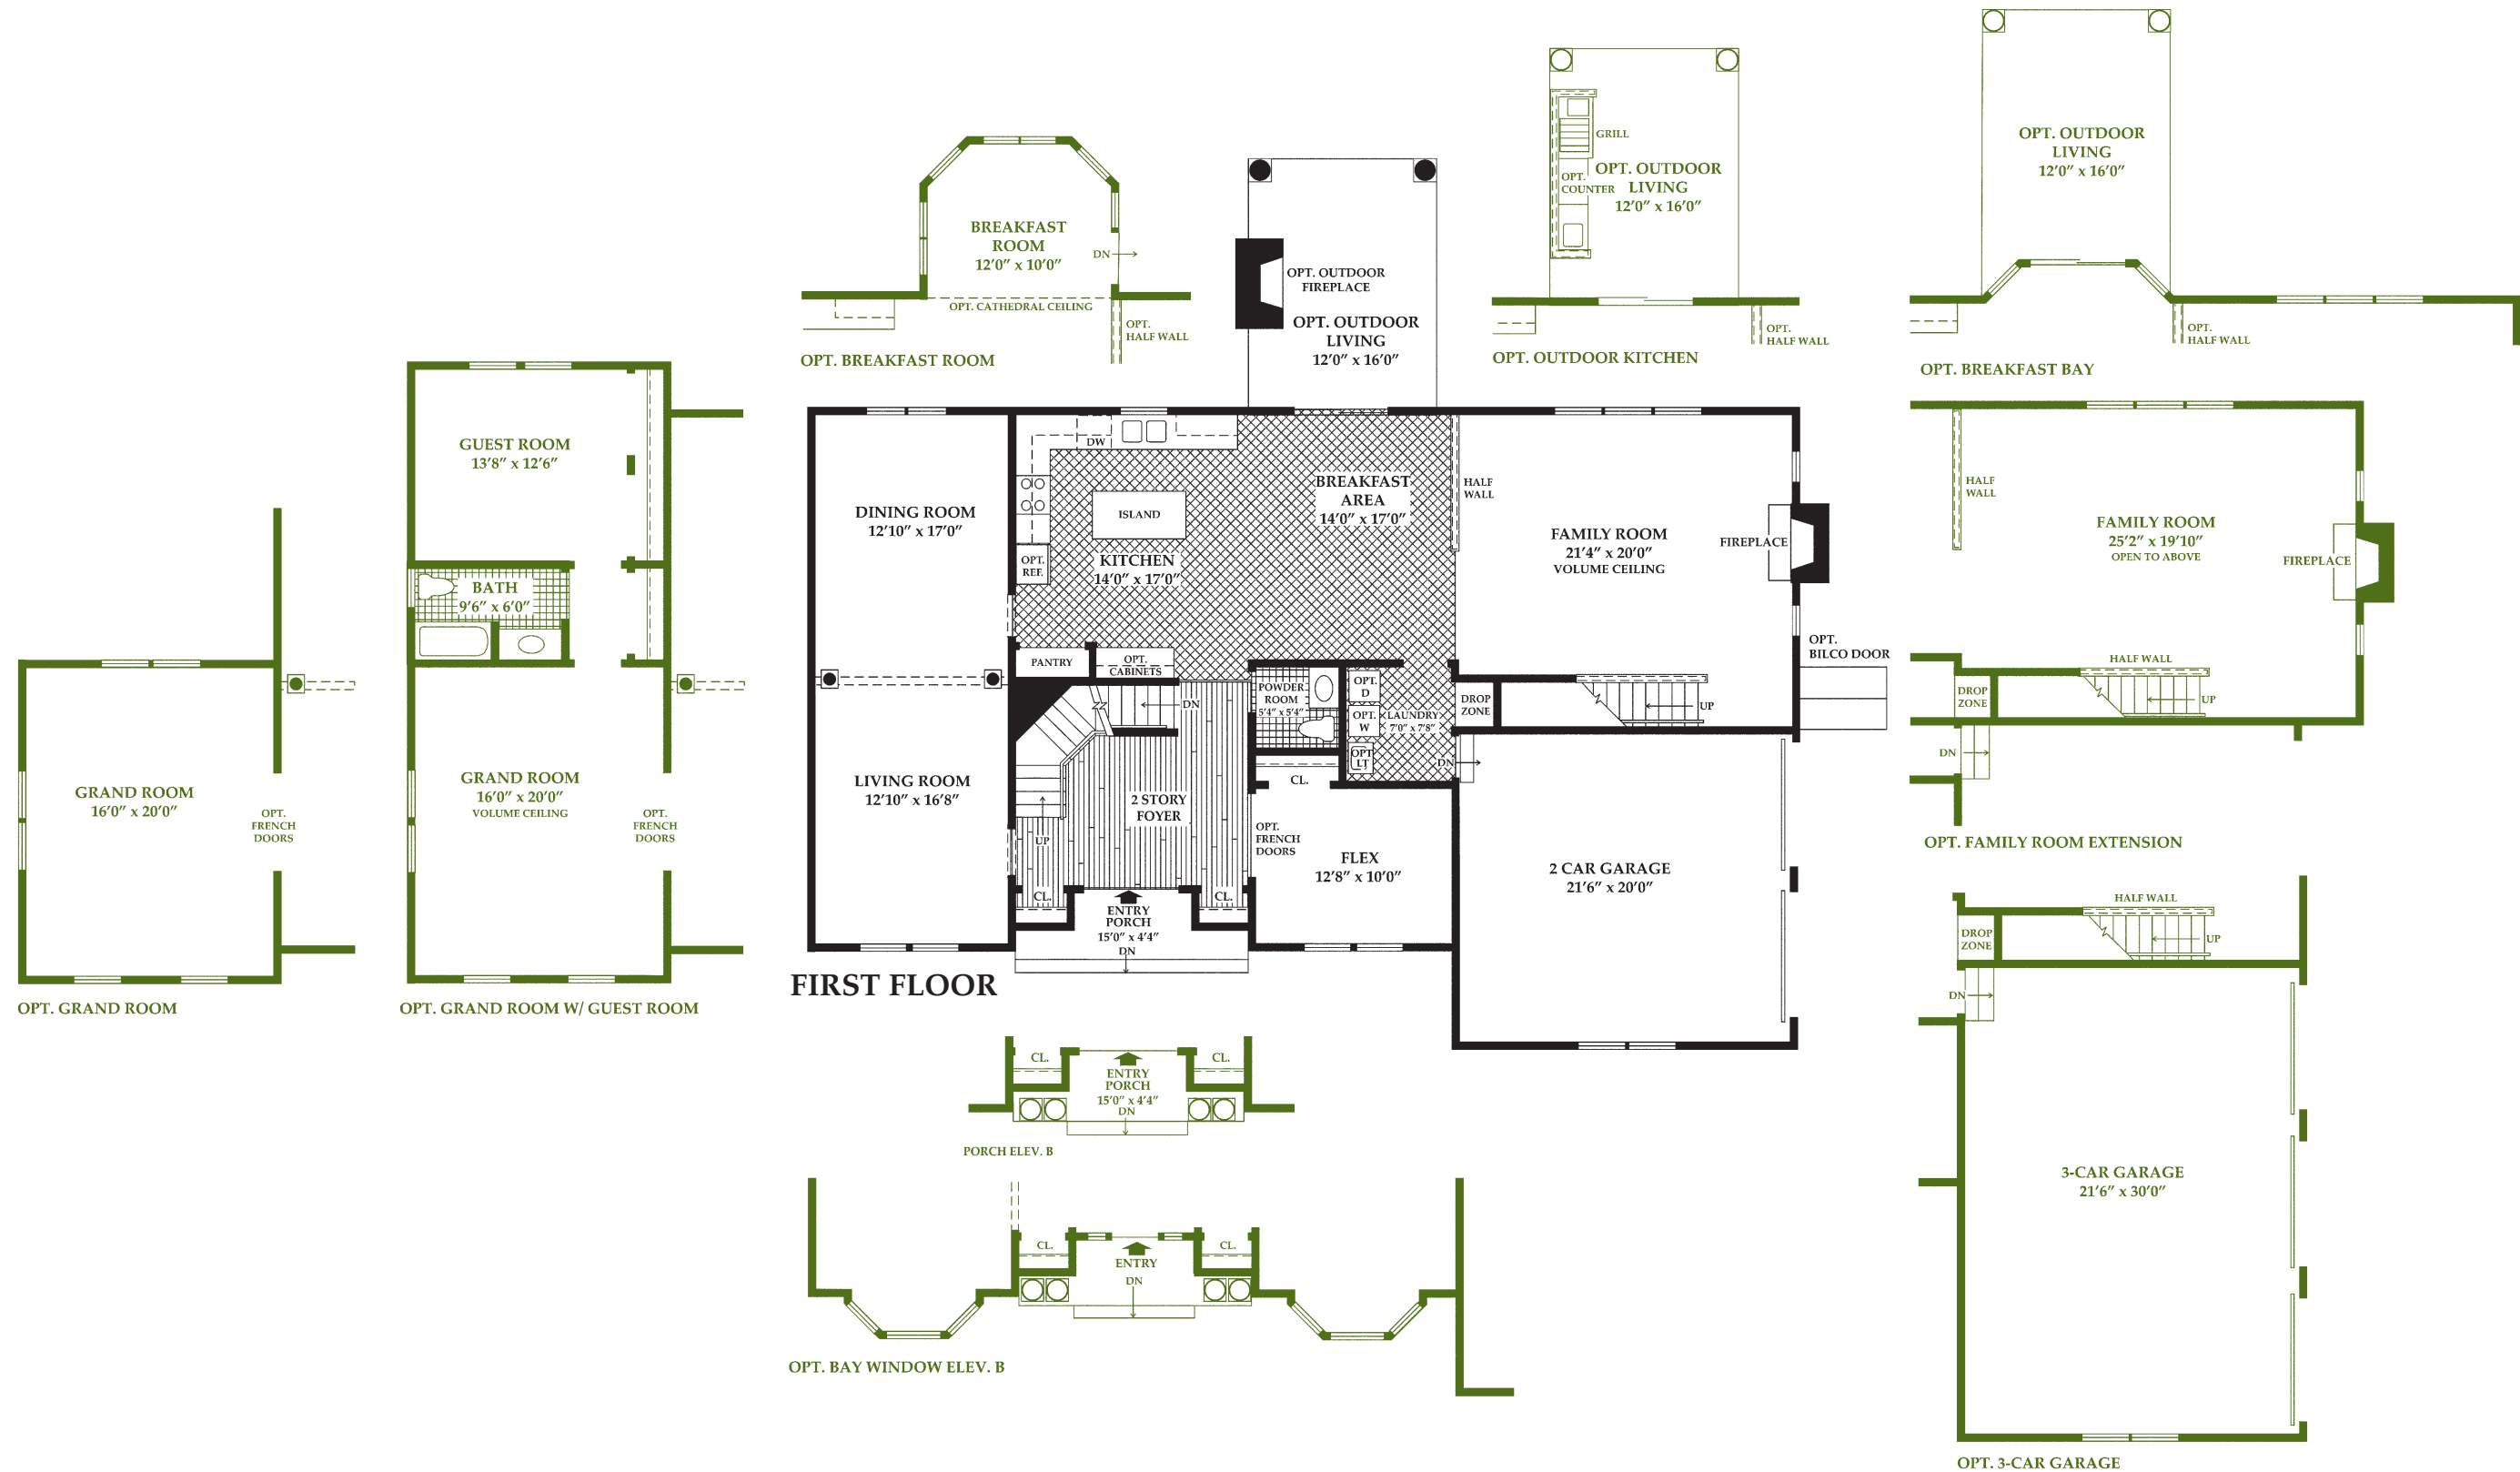 OPT. OUTDOOR
LIVING
12'0" x 16'0"
OPT.
HALF WALL
OPT. BREAKFAST BAY
GRILL
OPT.
COUNTER
OPT. OUTDOOR
LIVING
12'0" x 16'0"
OPT.
HALF WALL
OPT. OUTDOOR KITCHEN
BREAKFAST
ROOM
12'0" x 10'0"
DN
OPT. CATHEDRAL CEILING
OPT.
HALF WALL
OPT. BREAKFAST ROOM
OPT. OUTDOOR
FIREPLACE
OPT. OUTDOOR
LIVING
12'0" x 16'0"
GUEST ROOM
13'8" x 12'6"
BATH
9'6" x 6'0"
GRAND ROOM
16'0" x 20'0"
VOLUME CEILING
OPT.
FRENCH
DOORS
OPT. GRAND ROOM W/ GUEST ROOM
GRAND ROOM
16'0" x 20'0"
OPT.
FRENCH
DOORS
OPT. GRAND ROOM
DINING ROOM
12'10" x 17'0"
DW
ISLAND
OPT.
REF.
KITCHEN
14'0" x 17'0"
BREAKFAST
AREA
14'0" x 17'0"
HALF
WALL
FAMILY ROOM
21'4" x 20'0"
VOLUME CEILING
FIREPLACE
OPT.
BILCO DOOR
PANTRY
OPT.
CABINETS
DN
POWDER
ROOM
5'4" x 5'4"
OPT.
D
OPT.
W
OPT
LT
LAUNDRY
7'0" x 7'8"
DROP
ZONE
UP
DN
LIVING ROOM
12'10" x 16'8"
2 STORY
FOYER
UP
CL.
OPT.
FRENCH
DOORS
FLEX
12'8" x 10'0"
2 CAR GARAGE
21'6" x 20'0"
CL.
CL.
ENTRY
PORCH
15'0" x 4'4"
DN
FIRST FLOOR
HALF
WALL
FAMILY ROOM
25'2" x 19'10"
OPEN TO ABOVE
FIREPLACE
HALF WALL
DROP
ZONE
UP
DN
OPT. FAMILY ROOM EXTENSION
HALF WALL
DROP
ZONE
UP
DN
3-CAR GARAGE
21'6" x 30'0"
OPT. 3-CAR GARAGE
CL.
CL.
ENTRY
PORCH
15'0" x 4'4"
DN
PORCH ELEV. B
CL.
CL.
ENTRY
DN
OPT. BAY WINDOW ELEV. B